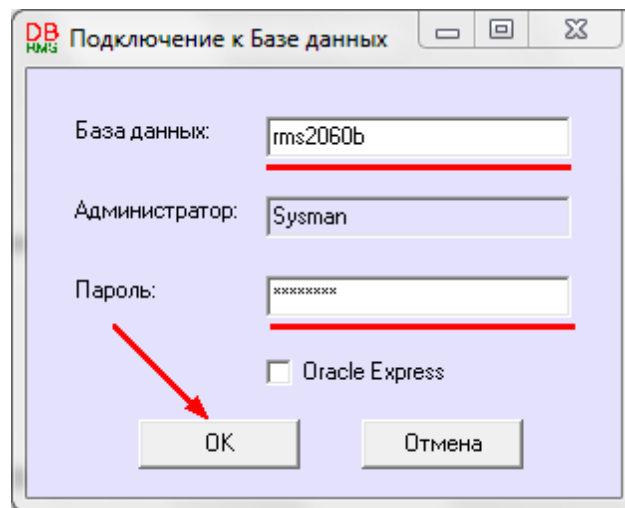 DB RMS Подключение к Базе данных
База данных: rms2060b
Администратор: Sysman
Пароль: ********
Oracle Express
OK Отмена